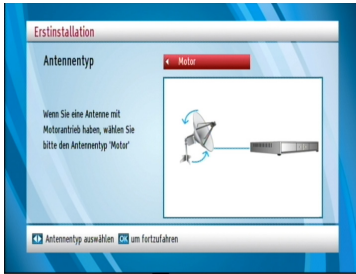 Erstinstallation
Antennentyp
Motor
Wenn Sie eine Antenne mit
Motorantrieb haben, wählen Sie
bitte den Antennentyp 'Motor'
Antennentyp auswählen OK um fortzufahren